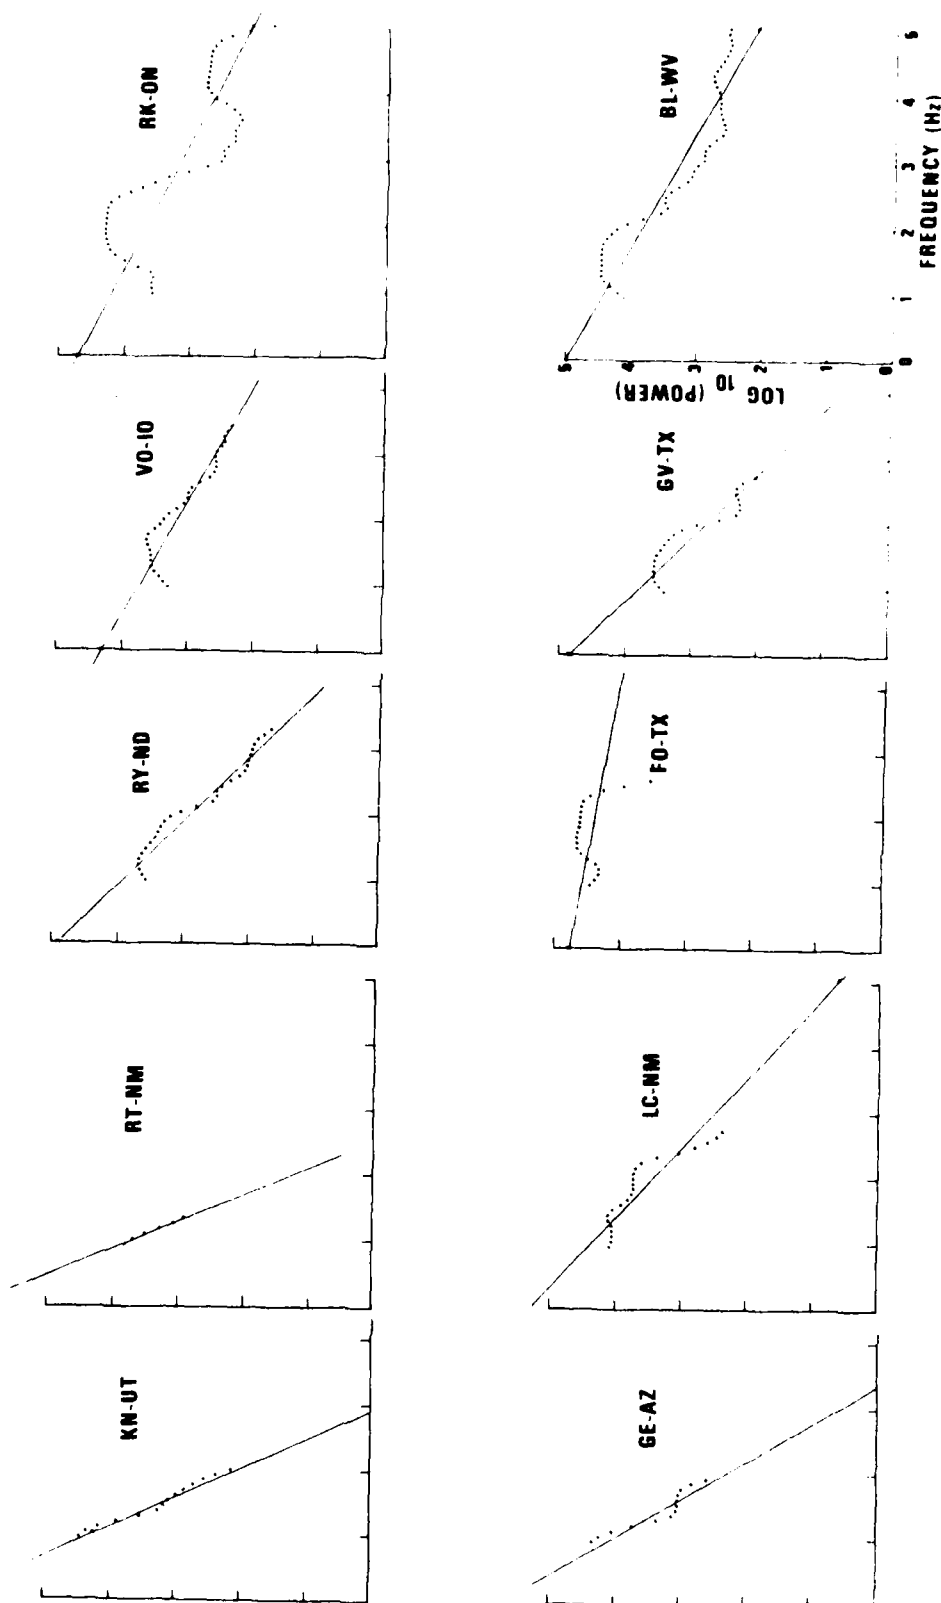 KN-UT
RT-NM
RY-ND
VO-IO
RK-ON
GE-AZ
LC-NM
FO-TX
GV-TX
BL-WV
LOG 10 (POWER)
5
4
3
2
1
0
0 1 2 3 4 5
FREQUENCY (Hz)